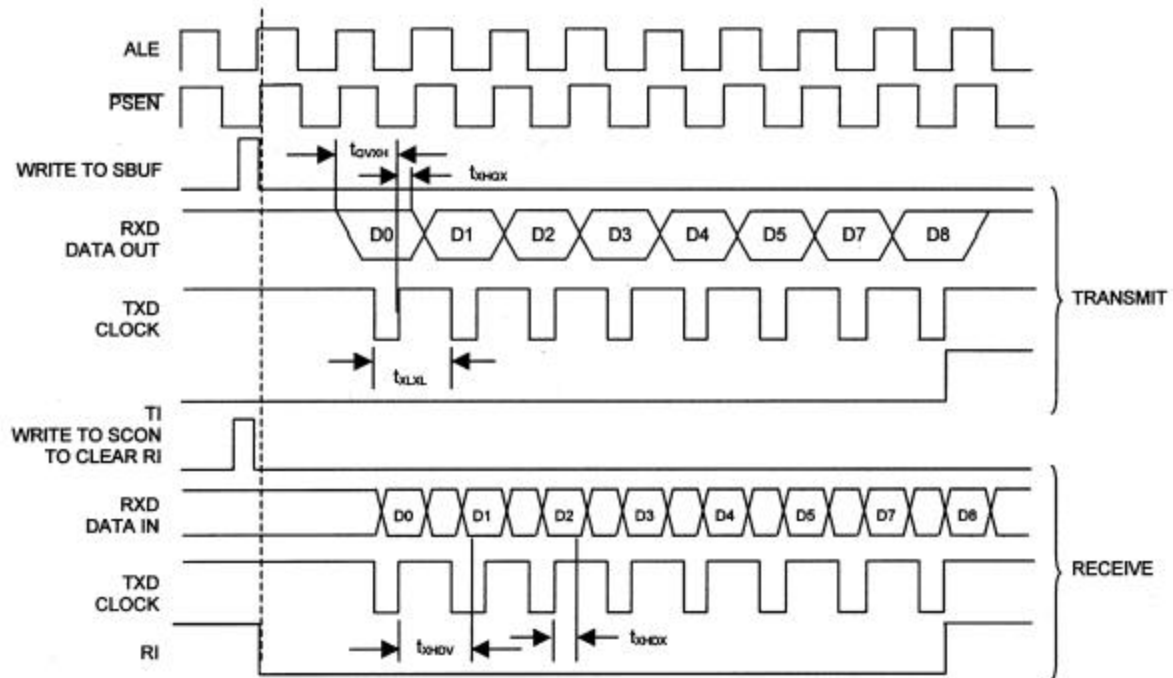 ALE
PSEN
WRITE TO SBUF
tQVXH
tXHQX
RXD
DATA OUT
D0 D1 D2 D3 D4 D5 D7 D8
TXD
CLOCK
TRANSMIT
tXLXL
TI
WRITE TO SCON
TO CLEAR RI
RXD
DATA IN
D0 D1 D2 D3 D4 D5 D7 D8
TXD
CLOCK
RECEIVE
tXHDV
tXHDX
RI